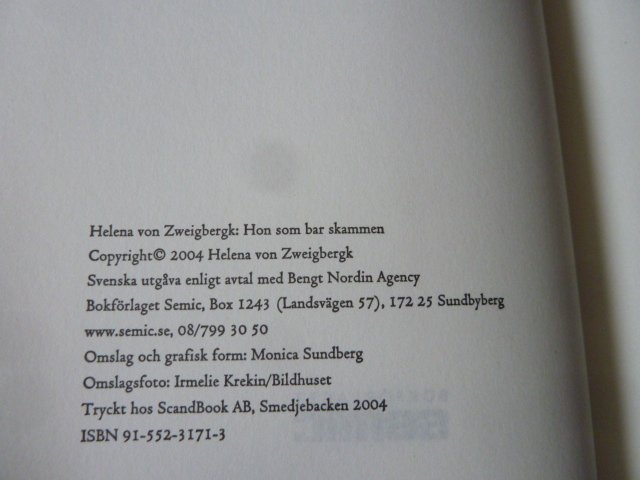 Helena von Zweigbergk: Hon som bar skammen
Copyright© 2004 Helena von Zweigbergk
Svenska utgåva enligt avtal med Bengt Nordin Agency
Bokförlaget Semic, Box 1243 (Landsvägen 57), 172 25 Sundbyberg
www.semic.se, 08/799 30 50
Omslag och grafisk form: Monica Sundberg
Omslagsfoto: Irmelie Krekin/Bildhuset
Tryckt hos ScandBook AB, Smedjebacken 2004
ISBN 91-552-3171-3